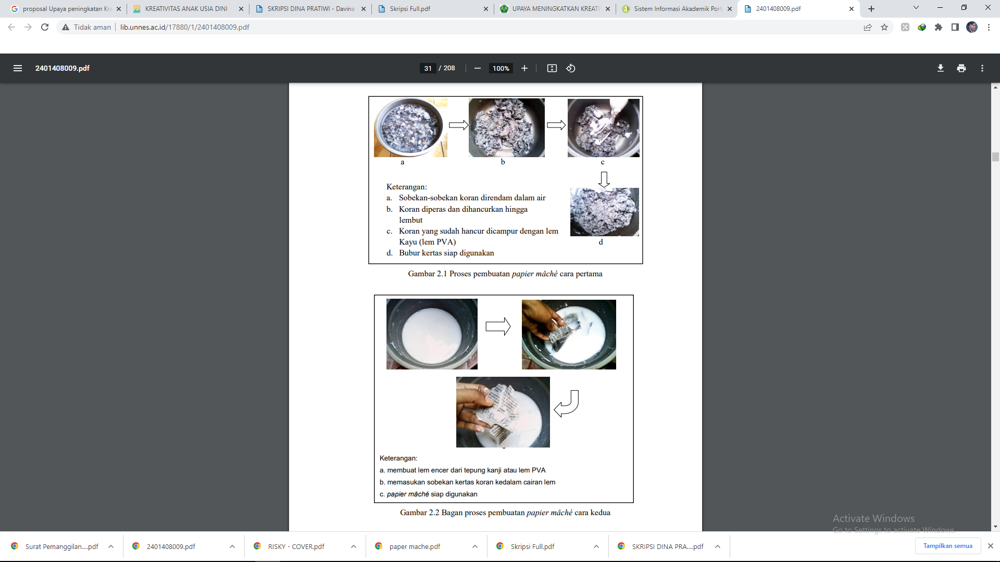 proposal Upaya peningkatan Kre
KREATIVITAS ANAK USIA DINI
SKRIPSI DINA PRATIWI - Davina
Skripsi Full.pdf
UPAYA MENINGKATKAN KREATI
Sistem Informasi Akademik Port
2401408009.pdf
Tidak aman
lib.unnes.ac.id/17880/1/2401408009.pdf
2401408009.pdf
31 / 208
100%
a
b
c
Keterangan:
a. Sobekan-sobekan koran direndam dalam air
b. Koran diperas dan dihancurkan hingga
lembut
c. Koran yang sudah hancur dicampur dengan lem
Kayu (lem PVA)
d. Bubur kertas siap digunakan
d
Gambar 2.1 Proses pembuatan papier mâché cara pertama
Keterangan:
a. membuat lem encer dari tepung kanji atau lem PVA
b. memasukan sobekan kertas koran kedalam cairan lem
c. papier mâché siap digunakan
Gambar 2.2 Bagan proses pembuatan papier mâché cara kedua
Activate Windows
Go to Settings to activate Windows.
Surat Pemanggilan....pdf
2401408009.pdf
RISKY - COVER.pdf
paper mache.pdf
Skripsi Full.pdf
SKRIPSI DINA PRA....pdf
Tampilkan semua